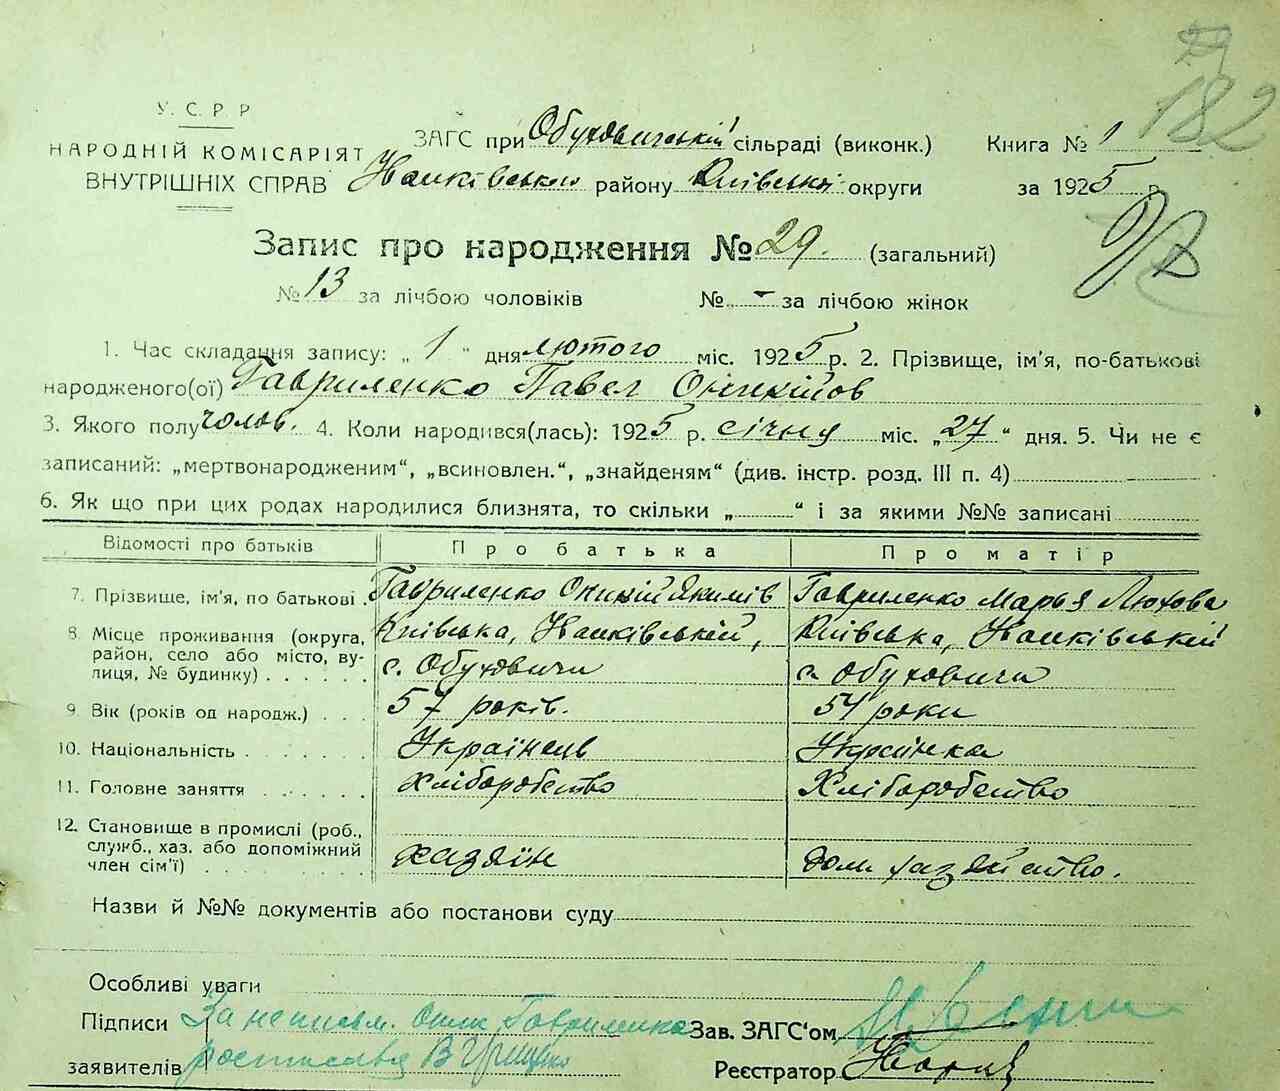 182
У. С. Р. Р
НАРОДНІЙ КОМІСАРІЯТ
ВНУТРІШНІХ СПРАВ
ЗАГС при Обуховичській сільраді (виконк.) Книга № 1
району Київської округи за 1925 р.
Запис про народження № 29. (загальний)
№ 13 за лічбою чоловіків № - за лічбою жінок
1. Час складання запису: „ 1 “ дня лютого міс. 1925 р. 2. Прізвище, ім'я, по-батькові
народженого(ої) Гавриленко Павел
3. Якого полу чолов. 4. Коли народився(лась): 1925 р. січня міс. „27“ дня. 5. Чи не є
записаний: „мертвонародженим“, „всиновлен.“, „знайденям“ (див. інстр. розд. III п. 4)
6. Як що при цих родах народилися близнята, то скільки „ “ і за якими №№ записані
Відомості про батьків Про батька Про матір
7. Прізвище, ім'я, по батькові . Гавриленко Якимів Гавриленко Марья
8. Місце проживання (округа, Київська, Київська,
район, село або місто, ву- с. Обуховичи с. Обуховичи
лиця, № будинку) . . . . . .
9. Вік (років од народж.) . . . 57 років. 54 роки
10. Національність . . . . . . Українець Українка
11. Головне заняття . . . . . . Хліборобство Хліборобство
12. Становище в промислі (роб.,
служб., хаз. або допоміжний хазяїн дом. хазяйство.
член сім'ї) . . . . . . . . .
Назви й №№ документів або постанови суду
Особливі уваги
Підписи За неписьм. Гавриленко Зав. ЗАГС'ом
заявителів В Грищенко Реєстратор